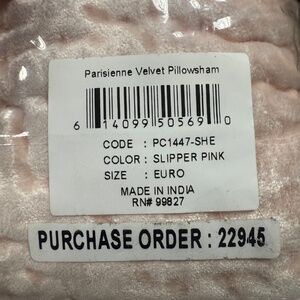 Parisienne Velvet Pillowsham
6 14099 50569 0
CODE : PC1447-SHE
COLOR : SLIPPER PINK
SIZE : EURO
MADE IN INDIA
RN# 99827
PURCHASE ORDER : 22945